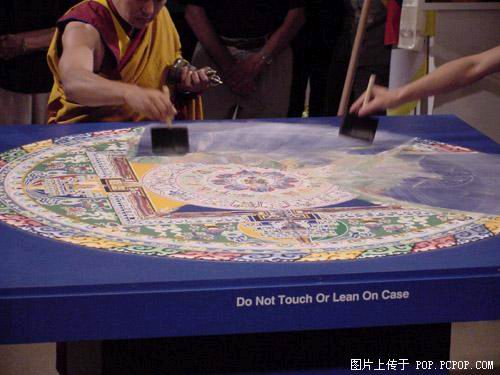 Do Not Touch Or Lean On Case
图片上传于 POP.PCPOP.COM